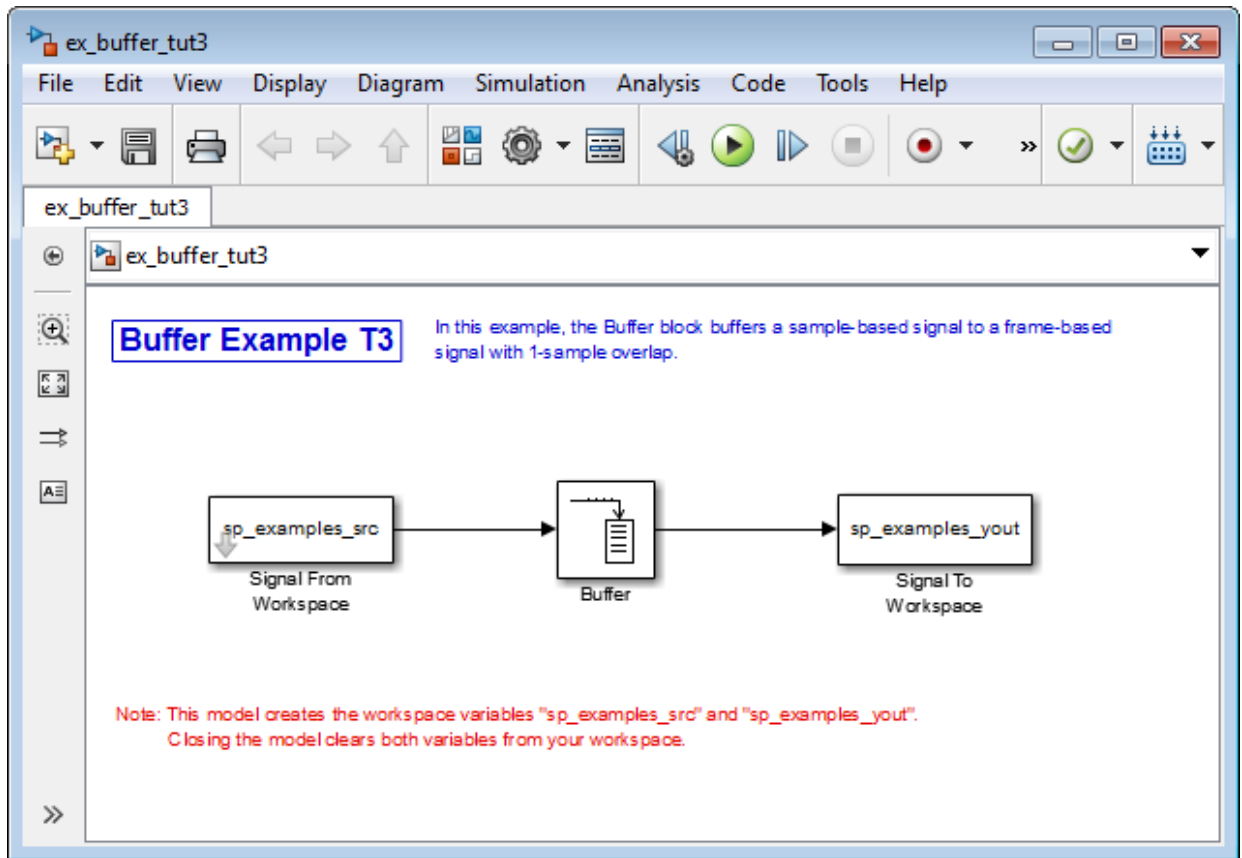 ex_buffer_tut3
File Edit View Display Diagram Simulation Analysis Code Tools Help
ex_buffer_tut3
ex_buffer_tut3
Buffer Example T3
In this example, the Buffer block buffers a sample-based signal to a frame-based
signal with 1-sample overlap.
sp_examples_src
Signal From
Workspace
Buffer
sp_examples_yout
Signal To
Workspace
Note: This model creates the workspace variables "sp_examples_src" and "sp_examples_yout".
Closing the model clears both variables from your workspace.